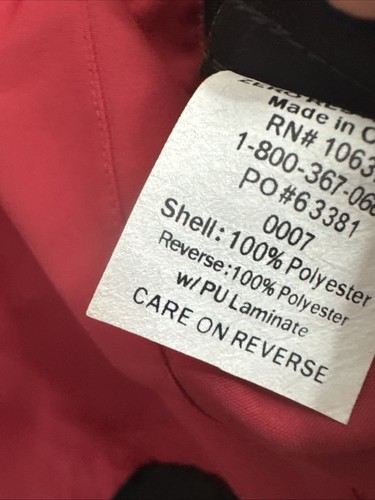 Made in
RN# 1063
1-800-367-06
PO #63381
0007
Shell: 100% Polyester
Reverse:100% Polyester
w/PU Laminate
CARE ON REVERSE